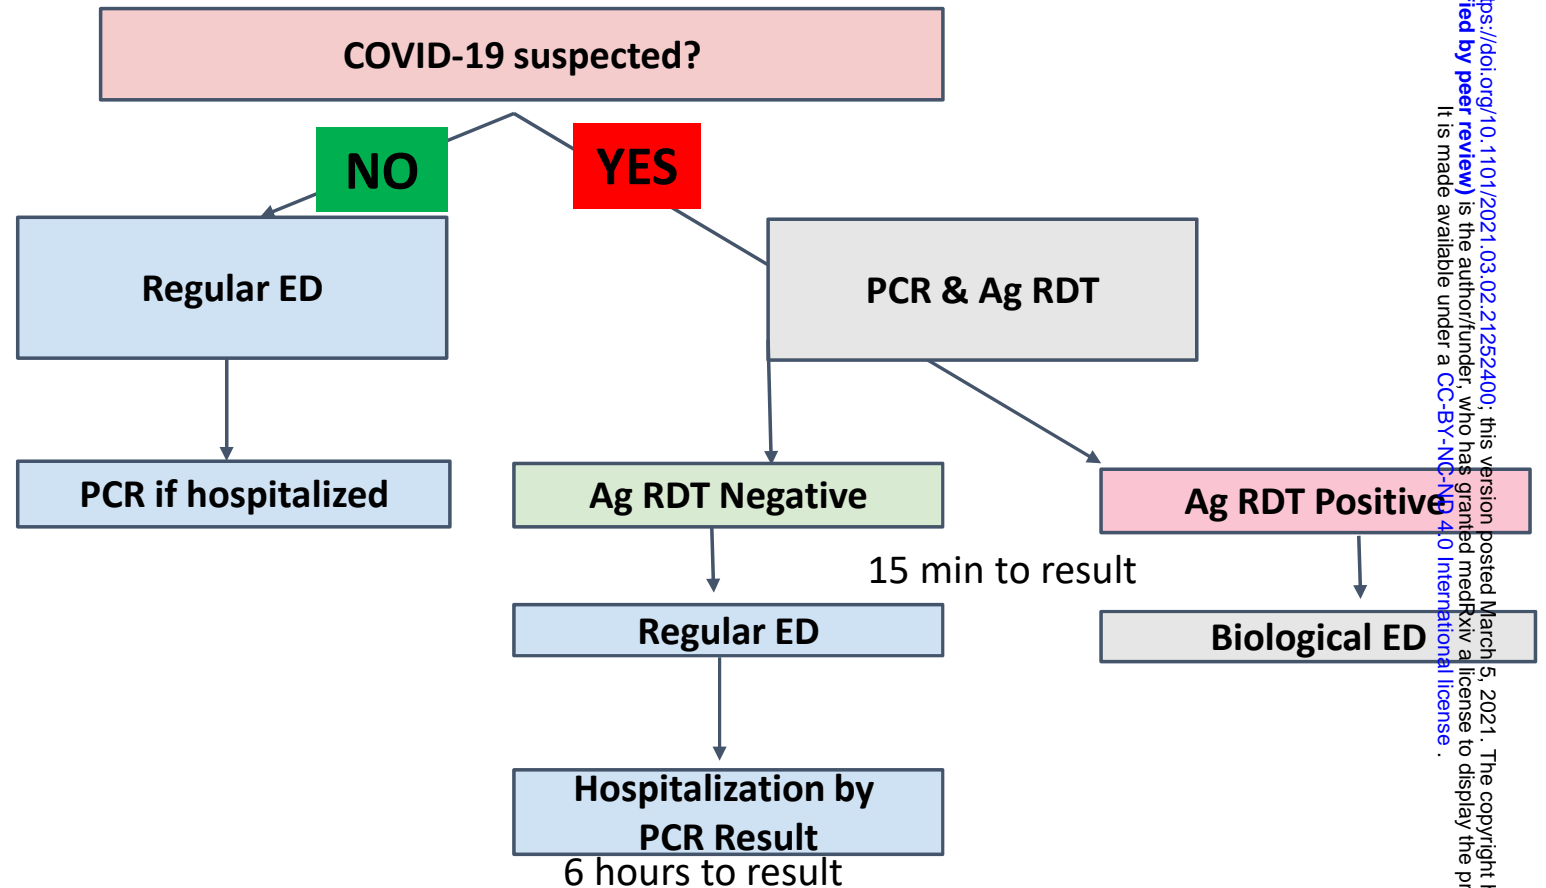 COVID-19 suspected?
NO
YES
Regular ED
PCR & Ag RDT
PCR if hospitalized
Ag RDT Negative
Ag RDT Positive
15 min to result
Regular ED
Biological ED
Hospitalization by
PCR Result
6 hours to result
tps://doi.org/10.1101/2021.03.02.21252400; this version posted March 5, 2021. The copyright
by peer review) is the author/funder, who has granted medRxiv a license to display the
It is made available under a CC-BY-NC-ND 4.0 International license .